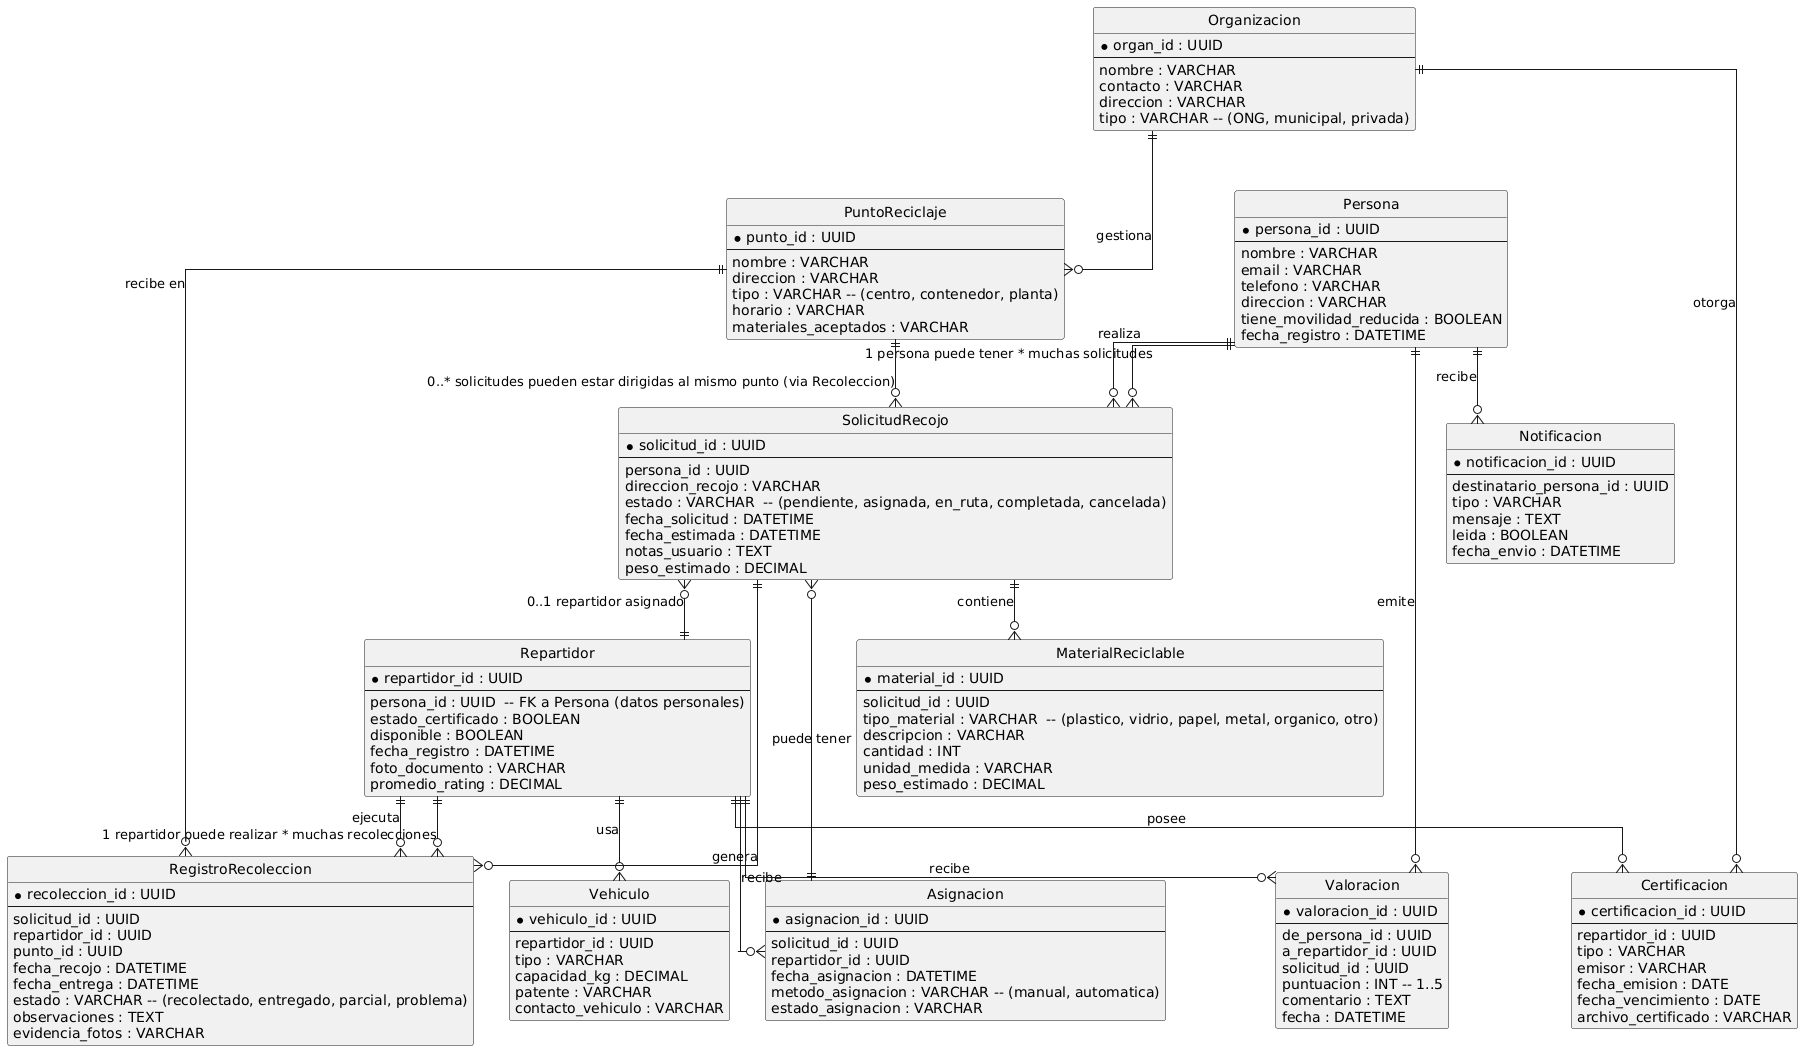 Organizacion
organ_id : UUID
nombre : VARCHAR
contacto : VARCHAR
direccion : VARCHAR
tipo : VARCHAR -- (ONG, municipal, privada)
gestiona
otorga
PuntoReciclaje
punto_id : UUID
nombre : VARCHAR
direccion : VARCHAR
tipo : VARCHAR -- (centro, contenedor, planta)
horario : VARCHAR
materiales_aceptados : VARCHAR
Persona
persona_id : UUID
nombre : VARCHAR
email : VARCHAR
telefono : VARCHAR
direccion : VARCHAR
tiene_movilidad_reducida : BOOLEAN
fecha_registro : DATETIME
recibe en
realiza
1 persona puede tener * muchas solicitudes
0..* solicitudes pueden estar dirigidas al mismo punto (via Recoleccion)
recibe
SolicitudRecojo
solicitud_id : UUID
persona_id : UUID
direccion_recojo : VARCHAR
estado : VARCHAR  -- (pendiente, asignada, en_ruta, completada, cancelada)
fecha_solicitud : DATETIME
fecha_estimada : DATETIME
notas_usuario : TEXT
peso_estimado : DECIMAL
Notificacion
notificacion_id : UUID
destinatario_persona_id : UUID
tipo : VARCHAR
mensaje : TEXT
leida : BOOLEAN
fecha_envio : DATETIME
0..1 repartidor asignado
contiene
emite
Repartidor
repartidor_id : UUID
persona_id : UUID  -- FK a Persona (datos personales)
estado_certificado : BOOLEAN
disponible : BOOLEAN
fecha_registro : DATETIME
foto_documento : VARCHAR
promedio_rating : DECIMAL
puede tener
MaterialReciclable
material_id : UUID
solicitud_id : UUID
tipo_material : VARCHAR  -- (plastico, vidrio, papel, metal, organico, otro)
descripcion : VARCHAR
cantidad : INT
unidad_medida : VARCHAR
peso_estimado : DECIMAL
ejecuta
1 repartidor puede realizar * muchas recolecciones
usa
posee
genera
recibe
recibe
RegistroRecoleccion
recoleccion_id : UUID
solicitud_id : UUID
repartidor_id : UUID
punto_id : UUID
fecha_recojo : DATETIME
fecha_entrega : DATETIME
estado : VARCHAR -- (recolectado, entregado, parcial, problema)
observaciones : TEXT
evidencia_fotos : VARCHAR
Vehiculo
vehiculo_id : UUID
repartidor_id : UUID
tipo : VARCHAR
capacidad_kg : DECIMAL
patente : VARCHAR
contacto_vehiculo : VARCHAR
Asignacion
asignacion_id : UUID
solicitud_id : UUID
repartidor_id : UUID
fecha_asignacion : DATETIME
metodo_asignacion : VARCHAR -- (manual, automatica)
estado_asignacion : VARCHAR
Valoracion
valoracion_id : UUID
de_persona_id : UUID
a_repartidor_id : UUID
solicitud_id : UUID
puntuacion : INT -- 1..5
comentario : TEXT
fecha : DATETIME
Certificacion
certificacion_id : UUID
repartidor_id : UUID
tipo : VARCHAR
emisor : VARCHAR
fecha_emision : DATE
fecha_vencimiento : DATE
archivo_certificado : VARCHAR